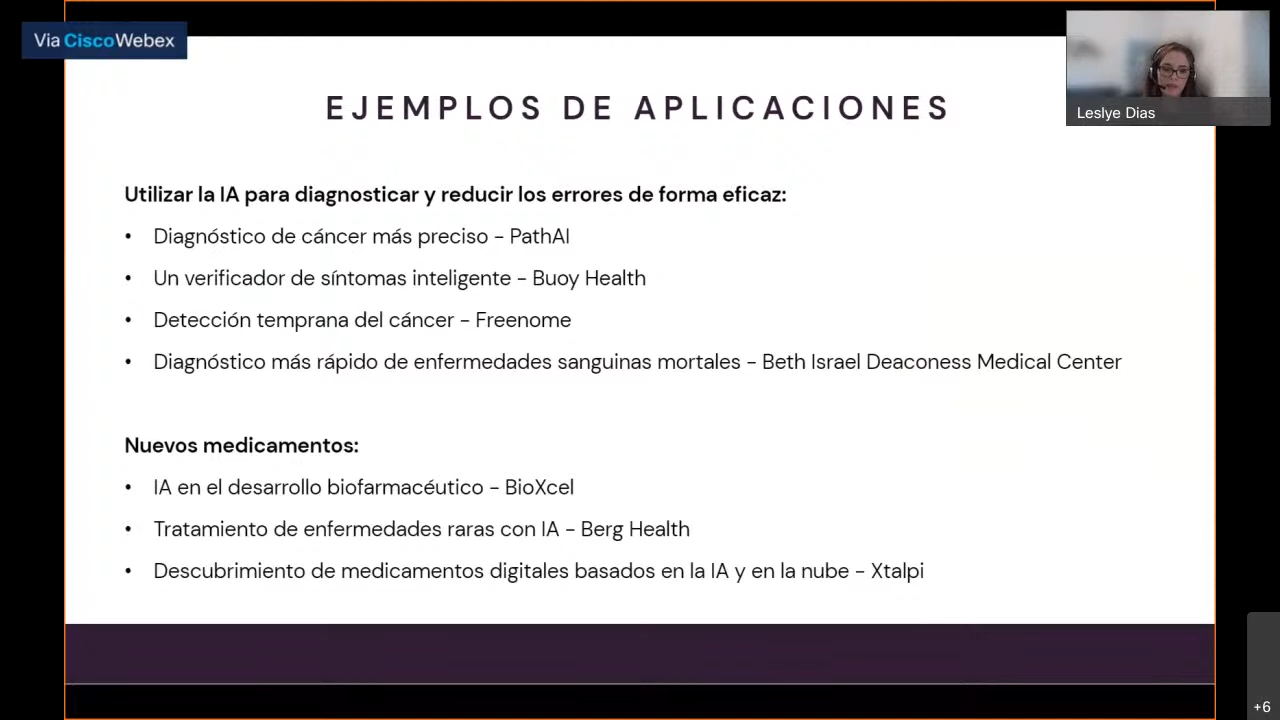 Via CiscoWebex
Leslye Dias
EJEMPLOS DE APLICACIONES
Utilizar la IA para diagnosticar y reducir los errores de forma eficaz:
• Diagnóstico de cáncer más preciso – PathAI
• Un verificador de síntomas inteligente – Buoy Health
• Detección temprana del cáncer – Freenome
• Diagnóstico más rápido de enfermedades sanguinas mortales – Beth Israel Deaconess Medical Center
Nuevos medicamentos:
• IA en el desarrollo biofarmacéutico – BioXcel
• Tratamiento de enfermedades raras con IA – Berg Health
• Descubrimiento de medicamentos digitales basados en la IA y en la nube – Xtalpi
+6